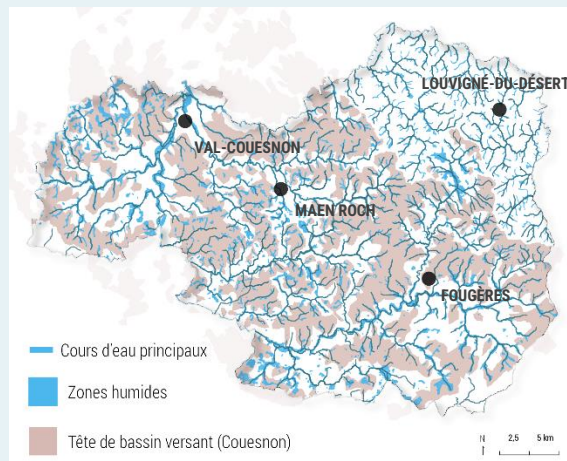 LOUVIGNÉ-DU-DÉSERT
VAL-COUESNON
MAEN ROCH
FOUGÈRES
Cours d'eau principaux
Zones humides
Tête de bassin versant (Couesnon)
N
2,5 5 km